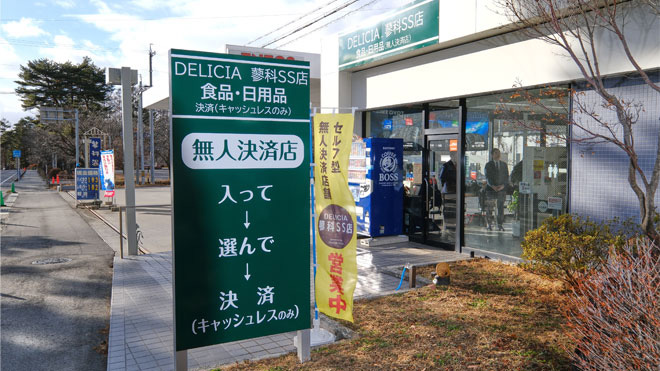 DELICIA 蓼科SS店
食品・日用品
決済(キャッシュレスのみ)
無人決済店
入って
↓
選んで
↓
決済
(キャッシュレスのみ)
セルフ型
無人決済店舗
DELICIA
蓼科SS店
営業中
DELICIA 蓼科SS店
食品・日用品
(無人決済店)
BOSS